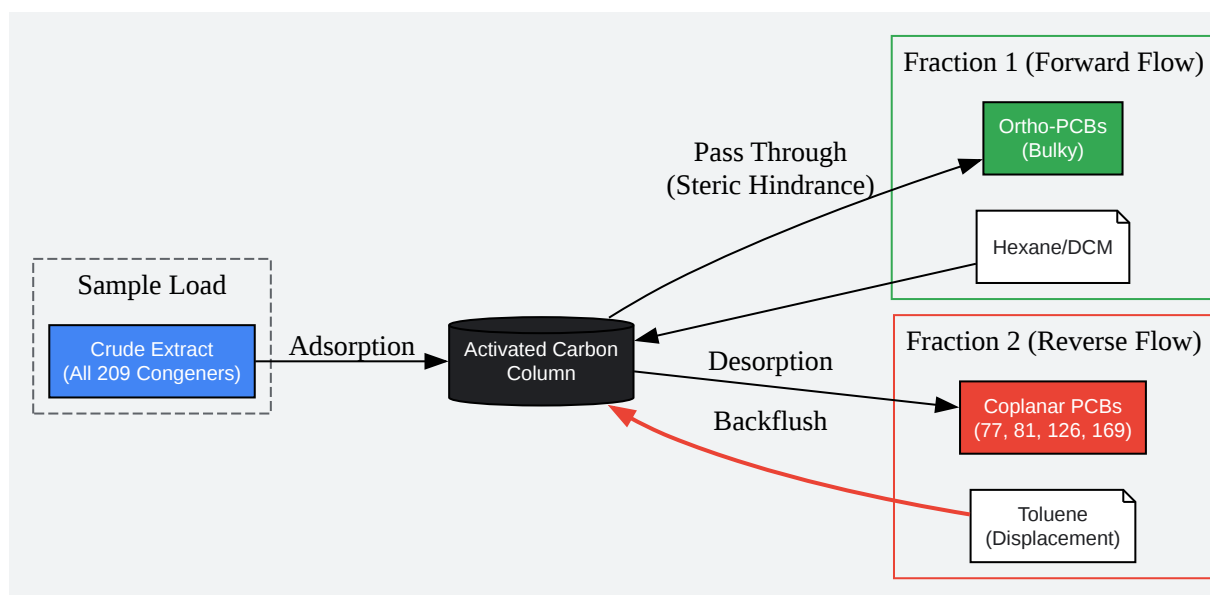 Sample Load
Crude Extract
(All 209 Congeners)
Adsorption
Activated Carbon
Column
Pass Through
(Steric Hindrance)
Fraction 1 (Forward Flow)
Ortho-PCBs
(Bulky)
Hexane/DCM
Desorption
Backflush
Fraction 2 (Reverse Flow)
Coplanar PCBs
(77, 81, 126, 169)
Toluene
(Displacement)